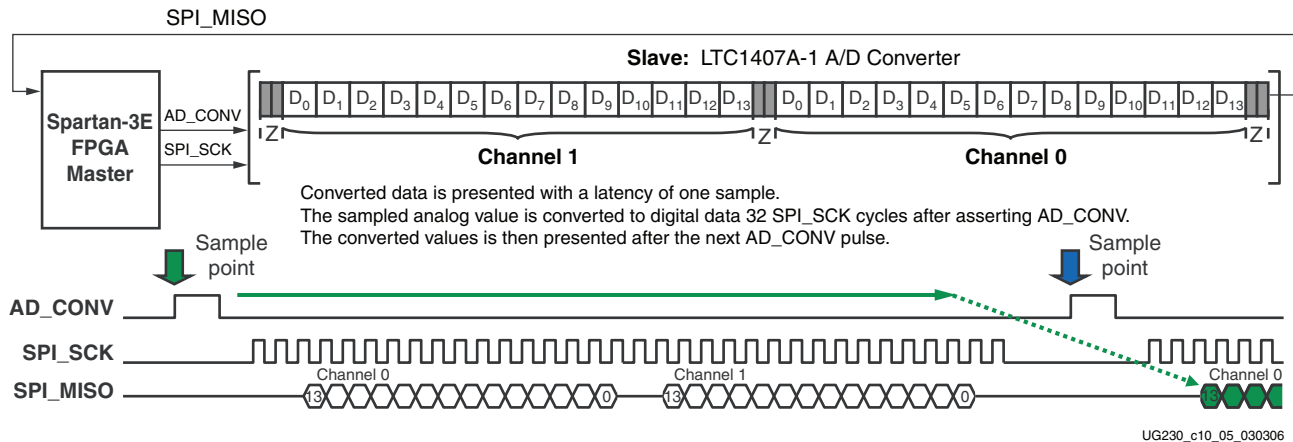 SPI_MISO
Slave: LTC1407A-1 A/D Converter
Spartan-3E
FPGA
Master
AD_CONV
SPI_SCK
D0 D1 D2 D3 D4 D5 D6 D7 D8 D9 D10 D11 D12 D13 D0 D1 D2 D3 D4 D5 D6 D7 D8 D9 D10 D11 D12 D13
Z Z Z
Channel 1 Channel 0
Converted data is presented with a latency of one sample.
The sampled analog value is converted to digital data 32 SPI_SCK cycles after asserting AD_CONV.
The converted values is then presented after the next AD_CONV pulse.
Sample
point
Sample
point
AD_CONV
SPI_SCK
Channel 0 Channel 1 Channel 0
SPI_MISO 13 0 13 0 13
UG230_c10_05_030306